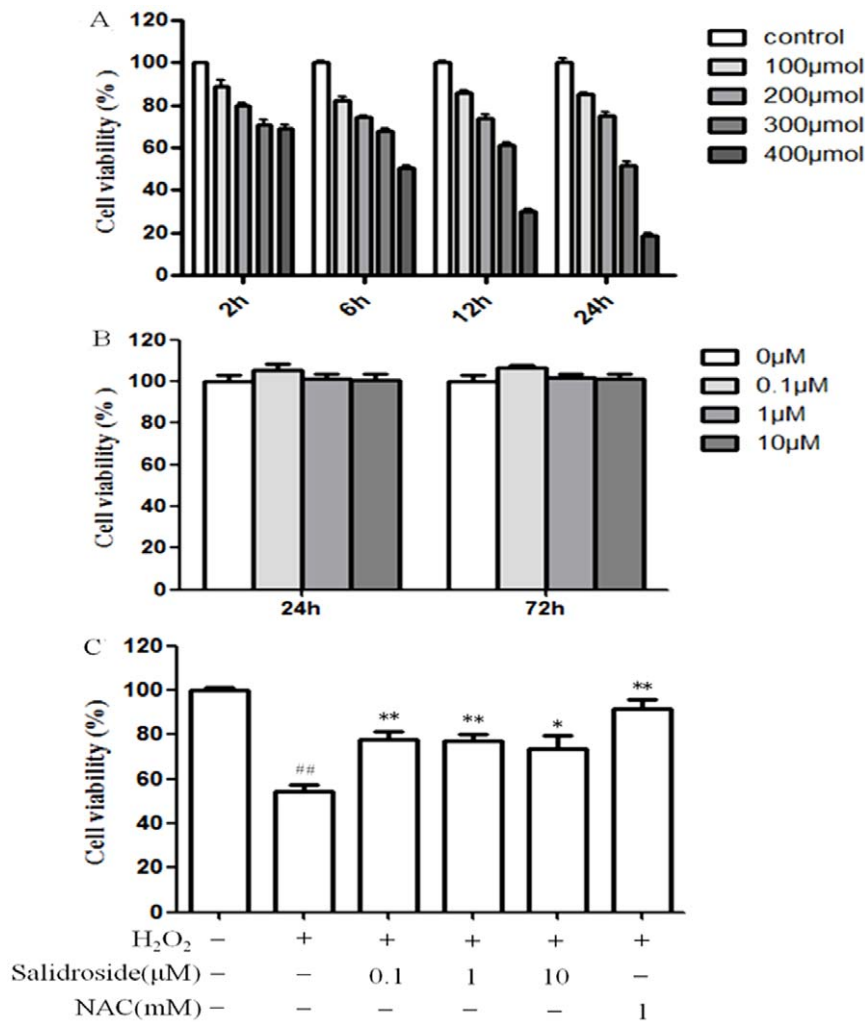 A
Cell viability (%)
120
100
80
60
40
20
0
2h 6h 12h 24h
control
100μmol
200μmol
300μmol
400μmol
B
Cell viability (% )
120
100
80
60
40
20
0
24h 72h
0μM
0.1μM
1μM
10μM
C
Cell viability (%)
120
100
80
60
40
20
0
## ** ** * **
H₂O₂ − + + + + +
Salidroside(μM) − − 0.1 1 10 −
NAC(mM) − − − − − 1